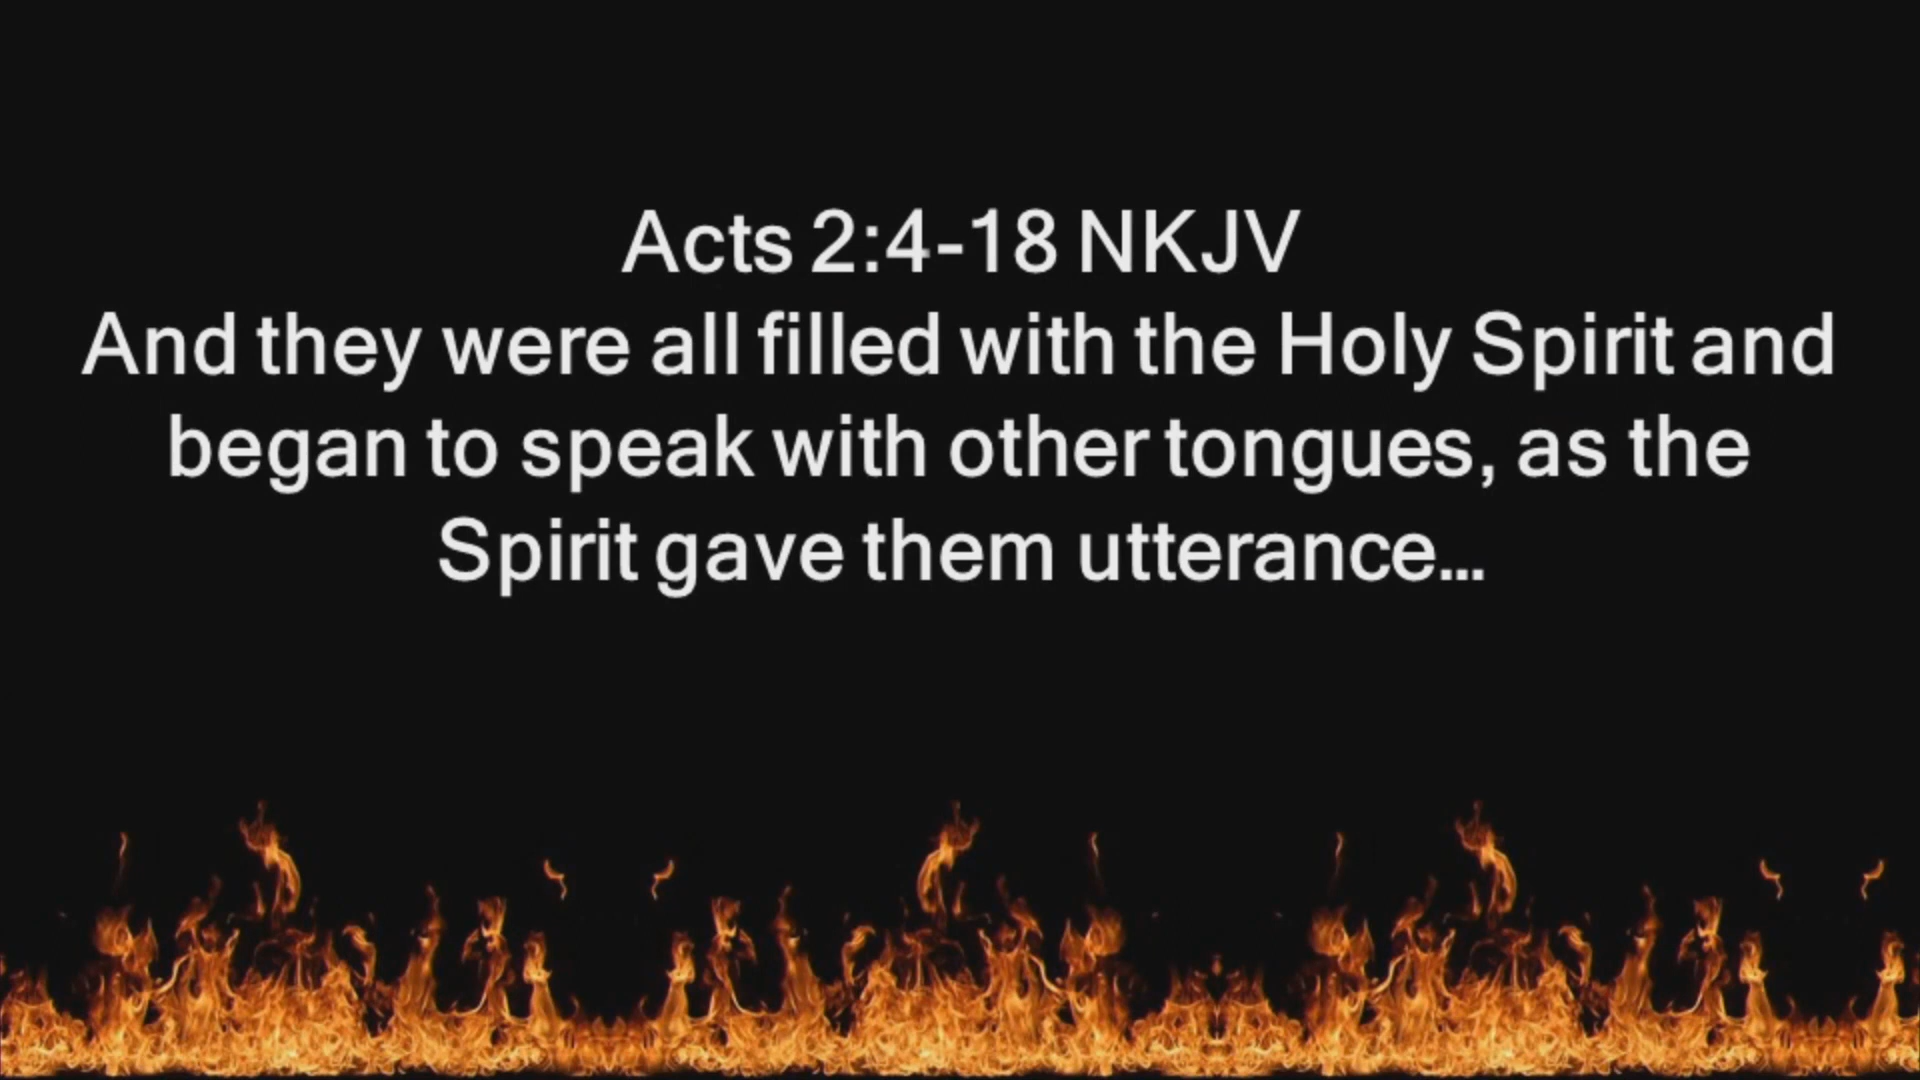 Acts 2:4-18 NKJV
And they were all filled with the Holy Spirit and
began to speak with other tongues, as the
Spirit gave them utterance...